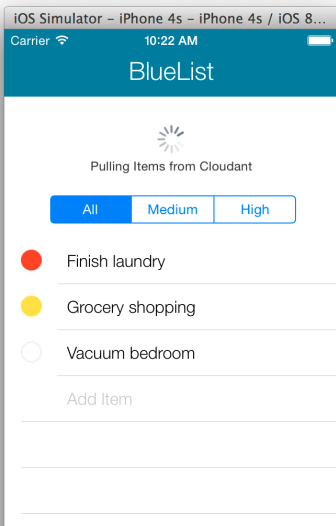 iOS Simulator – iPhone 4s – iPhone 4s / iOS 8...
Carrier 10:22 AM
BlueList
Pulling Items from Cloudant
All Medium High
Finish laundry
Grocery shopping
Vacuum bedroom
Add Item